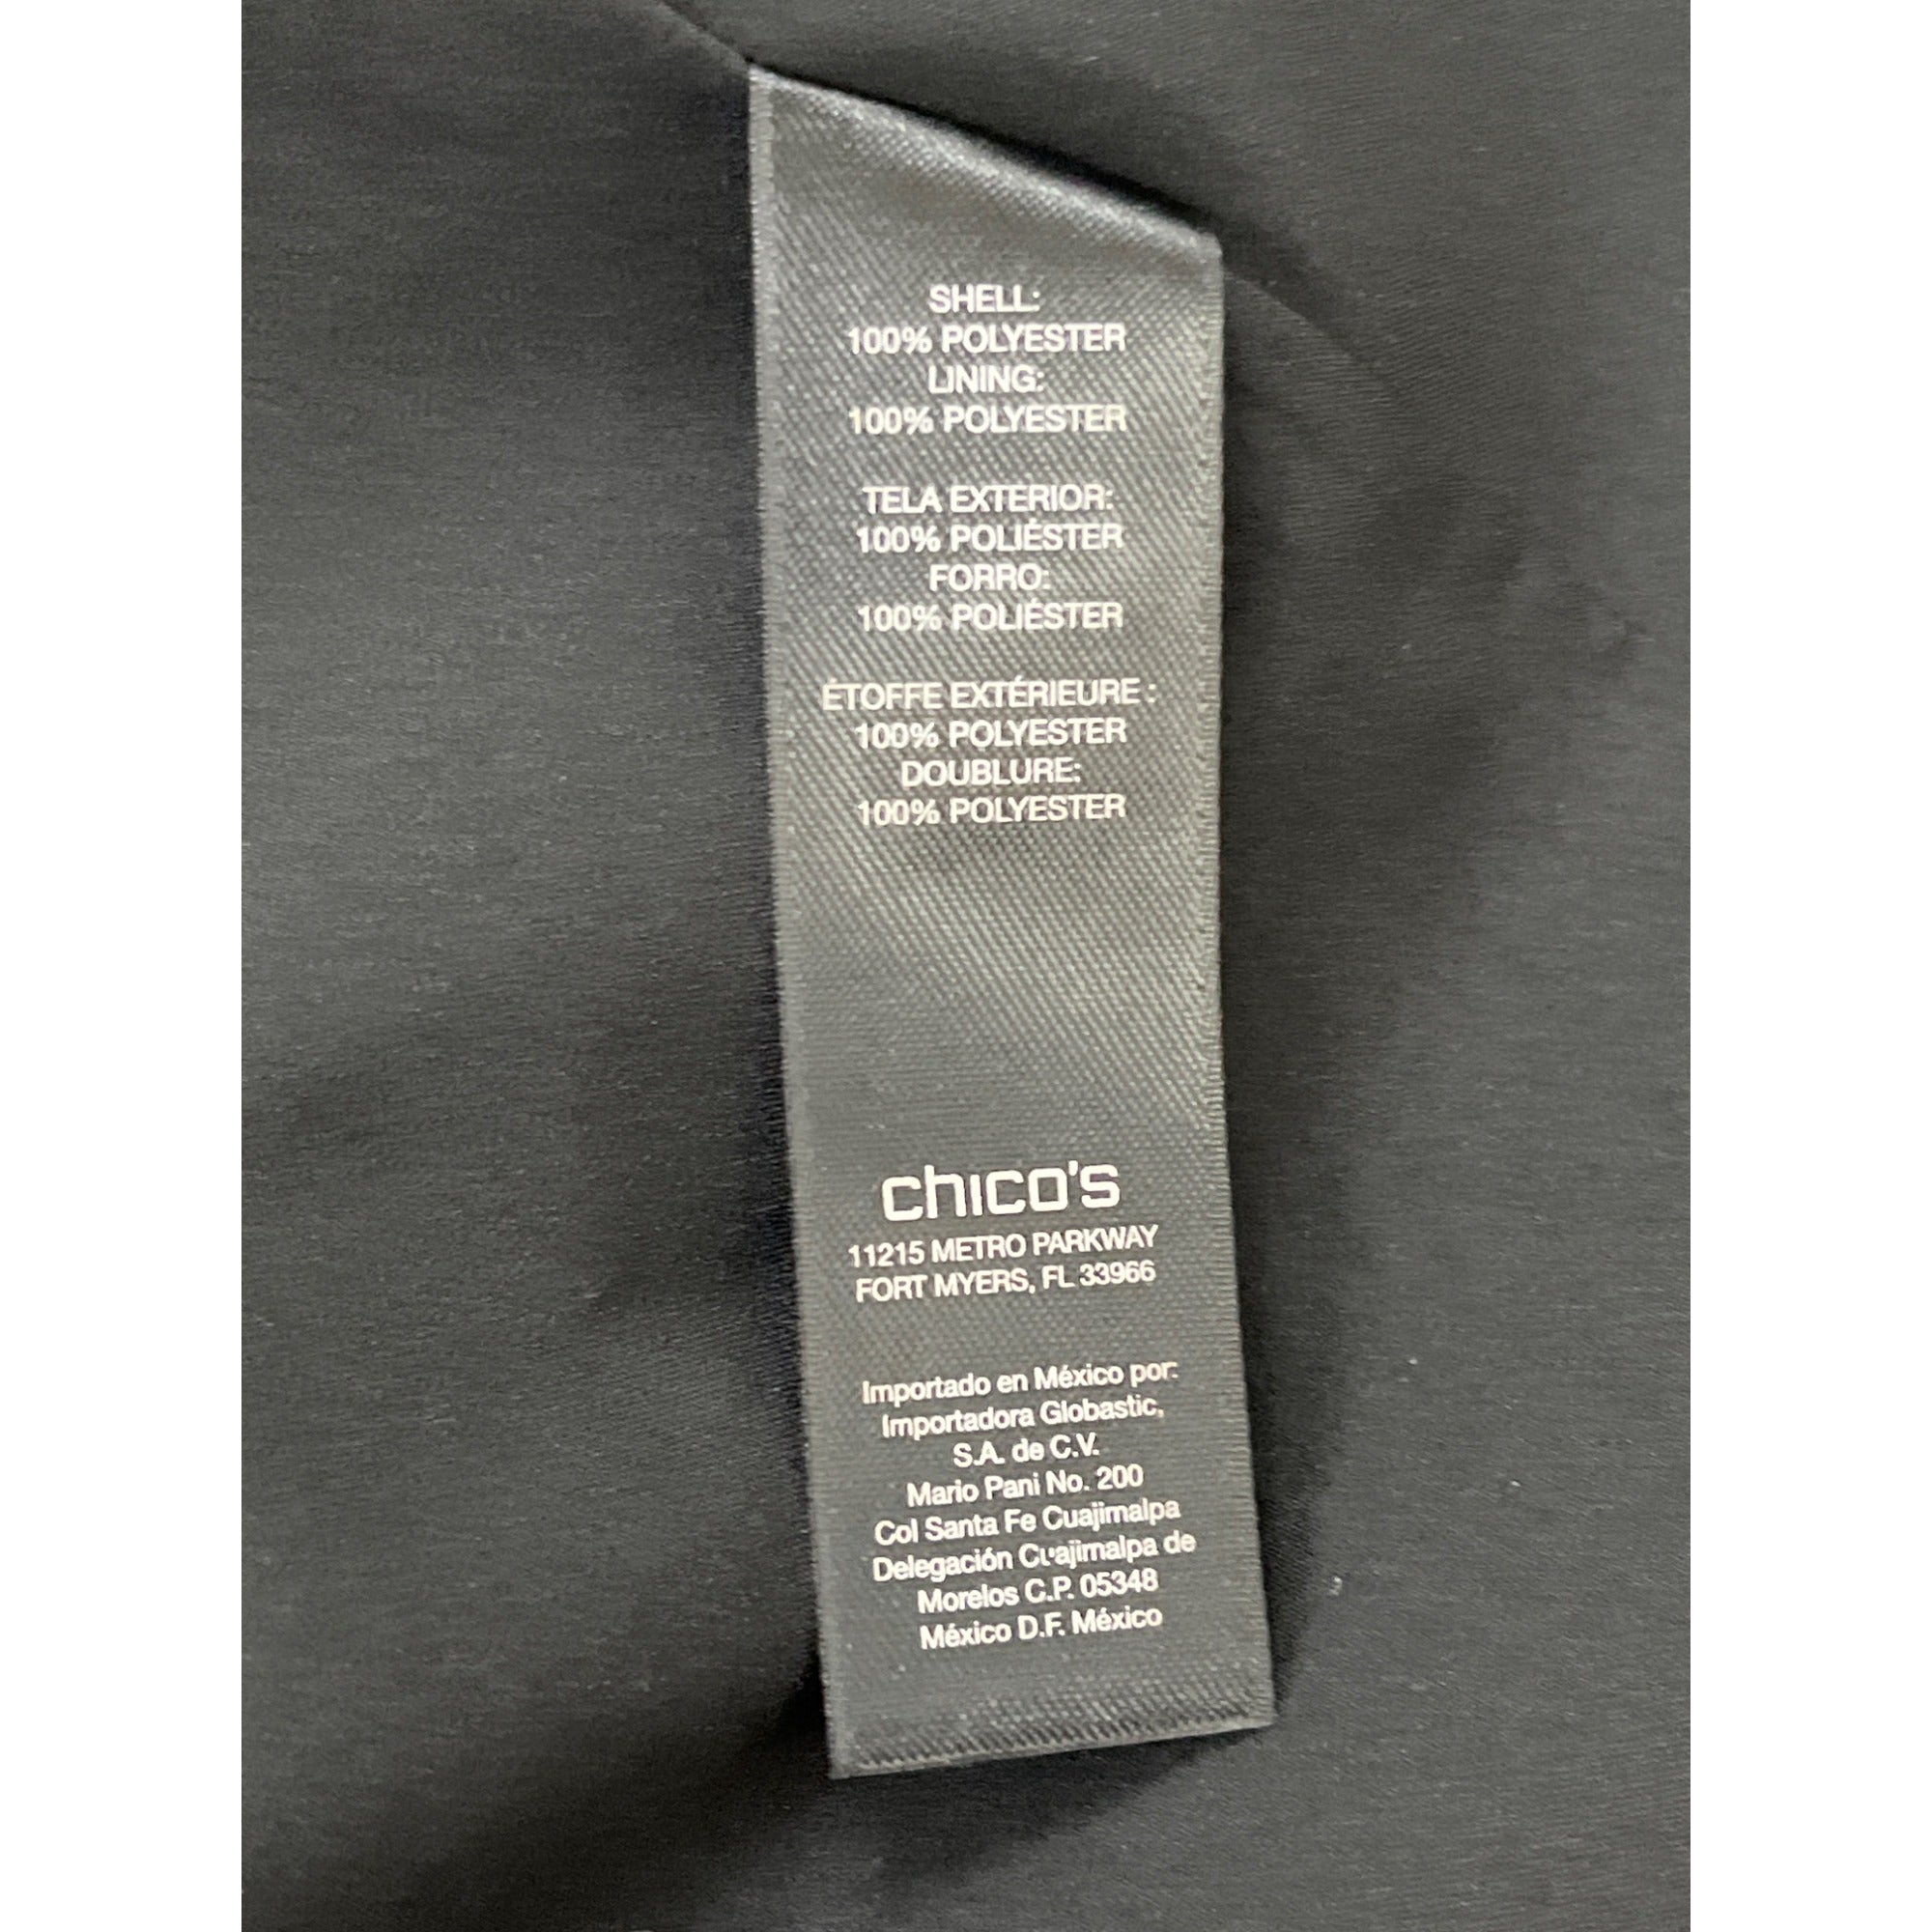 SHELL:
100% POLYESTER
LINING:
100% POLYESTER
TELA EXTERIOR:
100% POLIÉSTER
FORRO:
100% POLIÉSTER
ÉTOFFE EXTÉRIEURE :
100% POLYESTER
DOUBLURE:
100% POLYESTER
chico's
11215 METRO PARKWAY
FORT MYERS, FL 33966
Importado en México por:
Importadora Globastic,
S.A. de C.V.
Mario Pani No. 200
Col Santa Fe Cuajimalpa
Delegación Cuajimalpa de
Morelos C.P. 05348
México D.F. México